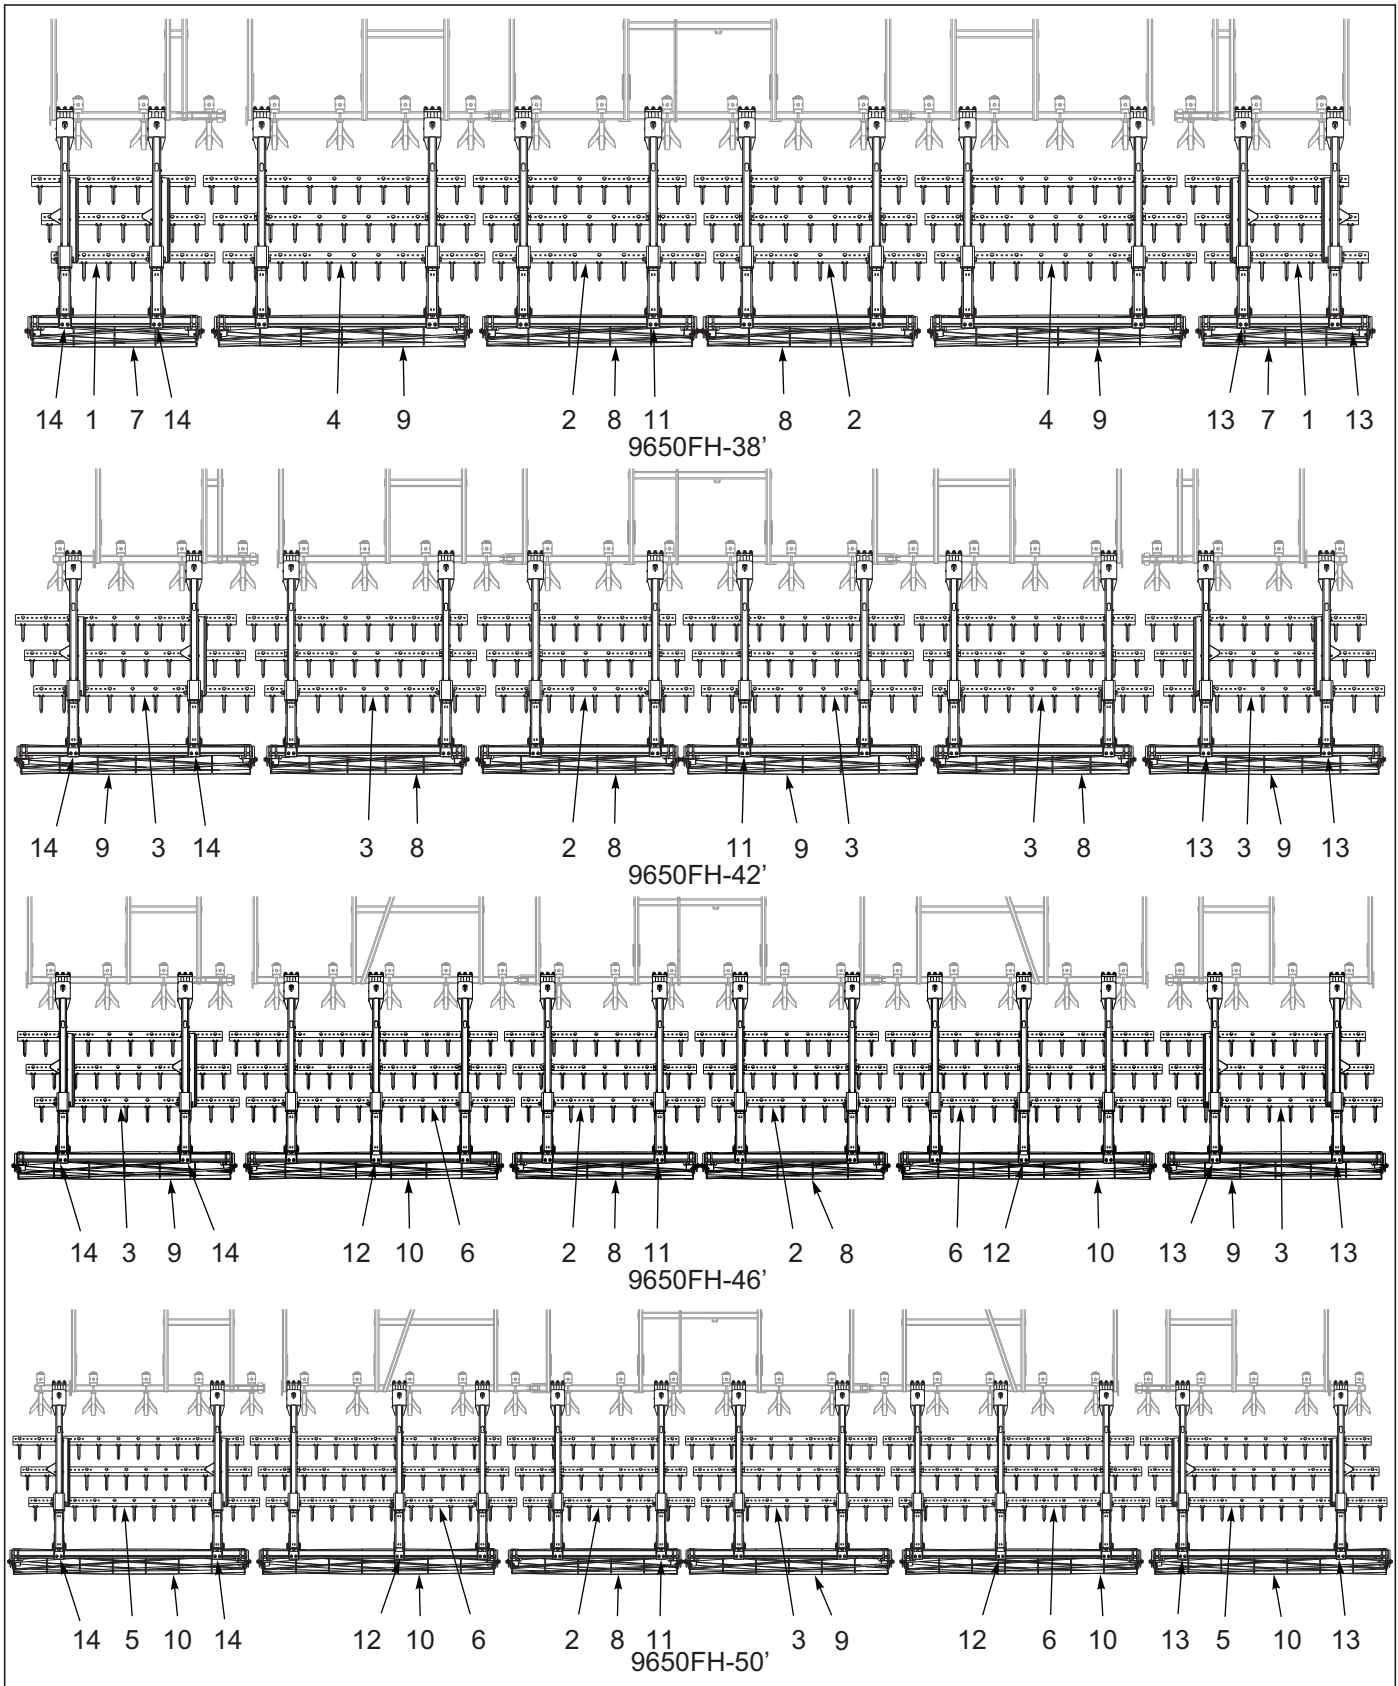 14 1 7 14 4 9 2 8 11 8 2 4 9 13 7 1 13
9650FH-38’
14 9 3 14 3 8 2 8 11 9 3 3 8 13 3 9 13
9650FH-42’
14 3 9 14 12 10 6 2 8 11 2 8 6 12 10 13 9 3 13
9650FH-46’
14 5 10 14 12 10 6 2 8 11 3 9 12 6 10 13 5 10 13
9650FH-50’